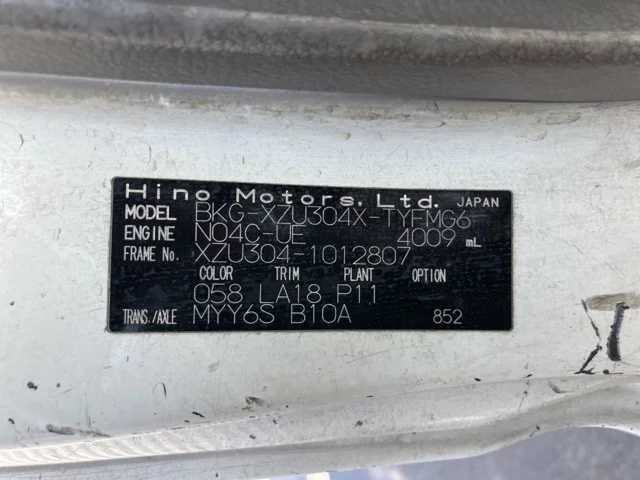 Hino Motors, Ltd. JAPAN
MODEL BKG-XZU304X-TYFMG6
ENGINE N04C-UE 4009 mL
FRAME No. XZU304-1012807
COLOR TRIM PLANT OPTION
058 LA18 P11
TRANS./AXLE MYY6S B10A 852